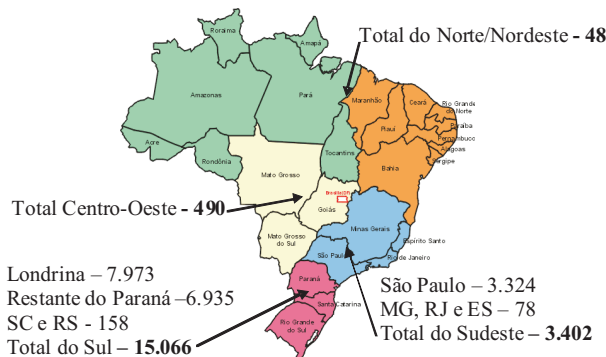 Total do Norte/Nordeste - 48
Roraima
Amapá
Amazonas
Pará
Maranhão
Ceará
Rio Grande
do Norte
Paraíba
Piauí
Pernambuco
Alagoas
Sergipe
Acre
Rondônia
Tocantins
Bahia
Mato Grosso
Brasília(DF)
Goiás
Total Centro-Oeste - 490
Minas Gerais
Mato Grosso
do Sul
Espírito Santo
São Paulo
Rio de Janeiro
Paraná
Santa Catarina
Rio Grande
do Sul
Londrina – 7.973
Restante do Paraná –6.935
SC e RS - 158
Total do Sul – 15.066
São Paulo – 3.324
MG, RJ e ES – 78
Total do Sudeste - 3.402